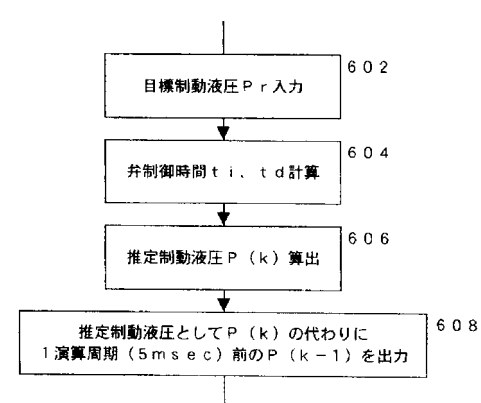 602
目標制動液圧Pr入力
604
弁制御時間ti、td計算
606
推定制動液圧P(k)算出
608
推定制動液圧としてP(k)の代わりに
1演算周期(5msec)前のP(k-1)を出力